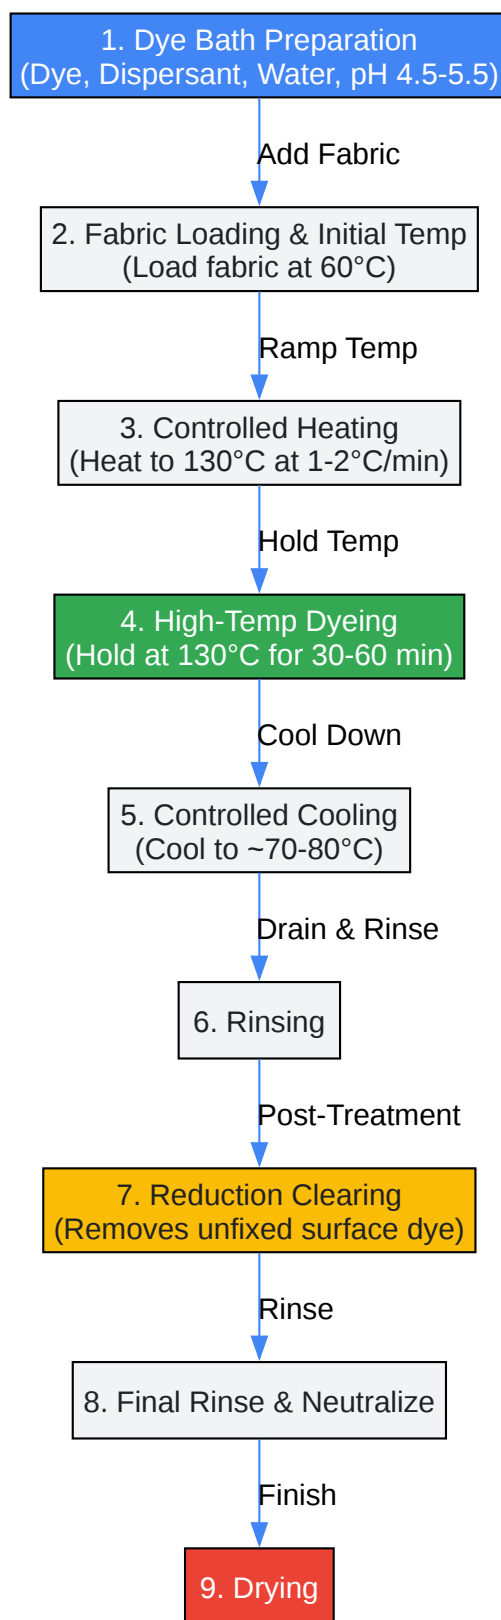 1. Dye Bath Preparation
(Dye, Dispersant, Water, pH 4.5-5.5)
Add Fabric
2. Fabric Loading & Initial Temp
(Load fabric at 60°C)
Ramp Temp
3. Controlled Heating
(Heat to 130°C at 1-2°C/min)
Hold Temp
4. High-Temp Dyeing
(Hold at 130°C for 30-60 min)
Cool Down
5. Controlled Cooling
(Cool to ~70-80°C)
Drain & Rinse
6. Rinsing
Post-Treatment
7. Reduction Clearing
(Removes unfixed surface dye)
Rinse
8. Final Rinse & Neutralize
Finish
9. Drying